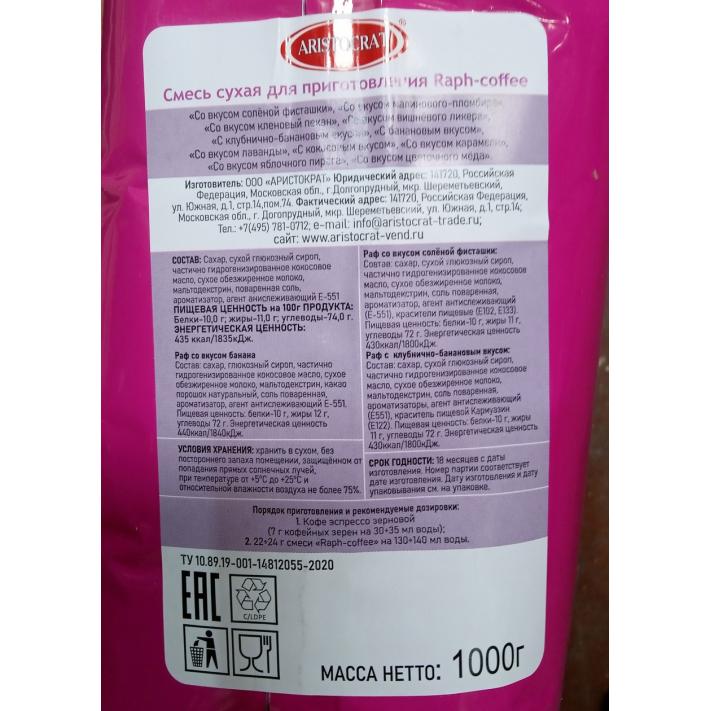 ARISTOCRAT ®
Смесь сухая для приготовления Raph-coffee
«Со вкусом солёной фисташки», «Со вкусом малинового-пломбира»,
«Со вкусом кленовый пекан», «Со вкусом вишневого ликера»,
«С клубнично-банановым вкусом», «С банановым вкусом»,
«Со вкусом лаванды», «С кокосовым вкусом», «Со вкусом карамели»,
«Со вкусом яблочного пирога», «Со вкусом цветочного мёда»
Изготовитель: ООО «АРИСТОКРАТ» Юридический адрес: 141720, Российская
Федерация, Московская обл., г.Долгопрудный, мкр. Шереметьевский,
ул. Южная, д.1, стр.14,пом.74. Фактический адрес: 141720, Российская Федерация,
Московская обл., г. Долгопрудный, мкр. Шереметьевский, ул. Южная, д.1, стр.14;
Тел.:+7(495) 781-0712; e-mail: info@aristocrat-trade.ru;
сайт: www.aristocrat-vend.ru
СОСТАВ: Сахар, сухой глюкозный сироп,
частично гидрогенизированное кокосовое
масло, сухое обезжиренное молоко,
мальтодекстрин, поваренная соль,
ароматизатор, агент анислеживающий Е-551
ПИЩЕВАЯ ЦЕННОСТЬ на 100г ПРОДУКТА:
Белки-10,0 г; жиры-11,0 г; углеводы-74,0 г.
ЭНЕРГЕТИЧЕСКАЯ ЦЕННОСТЬ:
435 ккал/1835кДж.
Раф со вкусом банана
Состав: сахар, глюкозный сироп, частично
гидрогенизированное кокосовое масло, сухое
обезжиренное молоко, мальтодекстрин, какао
порошок натуральный, соль поваренная,
ароматизатор, агент антислеживающий Е-551.
Пищевая ценность: белки-10 г, жиры 12 г,
углеводы 72 г. Энергетическая ценность
440ккал/1840кДж.
Раф со вкусом солёной фисташки:
Состав: сахар, сухой глюкозный сироп,
частично гидрогенизированное кокосовое
масло, сухое обезжиренное молоко,
мальтодекстрин, соль поваренная,
ароматизатор, агент антислеживающий
(Е-551), красители пищевые (Е102, Е133).
Пищевая ценность: белки-10 г, жиры 11 г,
углеводы 72 г. Энергетическая ценность
430ккал/1800кДж.
Раф с клубнично-банановым вкусом:
Состав: сахар, сухой глюкозный сироп,
частично гидрогенизированное кокосовое
масло, сухое обезжиренное молоко,
мальтодекстрин, соль поваренная,
ароматизаторы, агент антислеживающий
(Е551), краситель пищевой Кармуазин
(Е122). Пищевая ценность: белки-10 г, жиры
11 г, углеводы 72 г. Энергетическая ценность
430ккал/1800кДж.
УСЛОВИЯ ХРАНЕНИЯ: хранить в сухом, без
постороннего запаха помещении, защищённом от
попадания прямых солнечных лучей,
при температуре от +5°С до +25°С и
относительной влажности воздуха не более 75%.
СРОК ГОДНОСТИ: 18 месяцев с даты
изготовления. Номер партии соответствует
дате изготовления. Дату изготовления и дату
упаковывания см. на упаковке.
Порядок приготовления и рекомендуемые дозировки:
1. Кофе эспрессо зерновой
(7 г кофейных зерен на 30÷35 мл воды);
2. 22÷24 г смеси «Raph-coffee» на 130÷140 мл воды.
ТУ 10.89.19-001-14812055-2020
EAC
C/LDPE
МАССА НЕТТО: 1000г